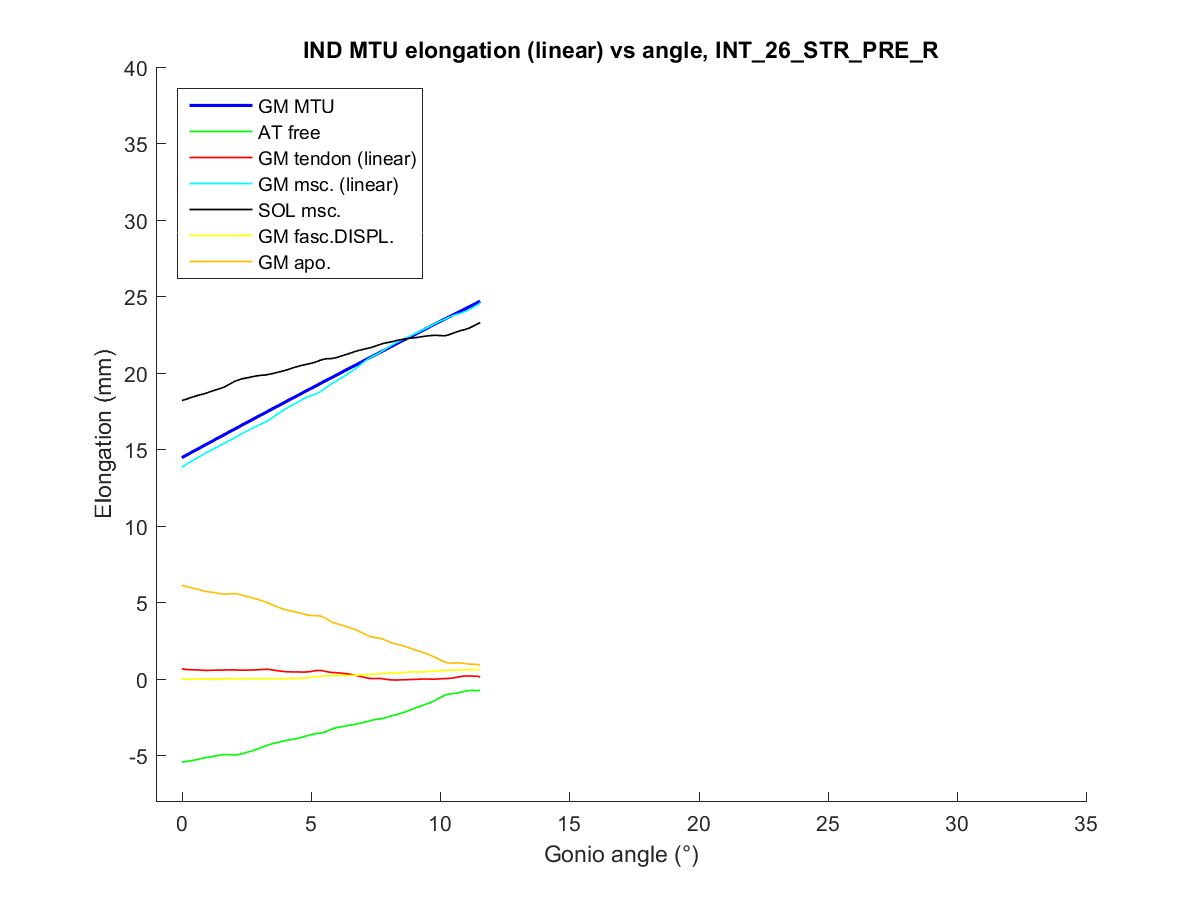 IND MTU elongation (linear) vs angle, INT_26_STR_PRE_R
40
35
30
25
20
15
10
5
0
-5
Elongation (mm)
GM MTU
AT free
GM tendon (linear)
GM msc. (linear)
SOL msc.
GM fasc.DISPL.
GM apo.
0 5 10 15 20 25 30 35
Gonio angle (°)